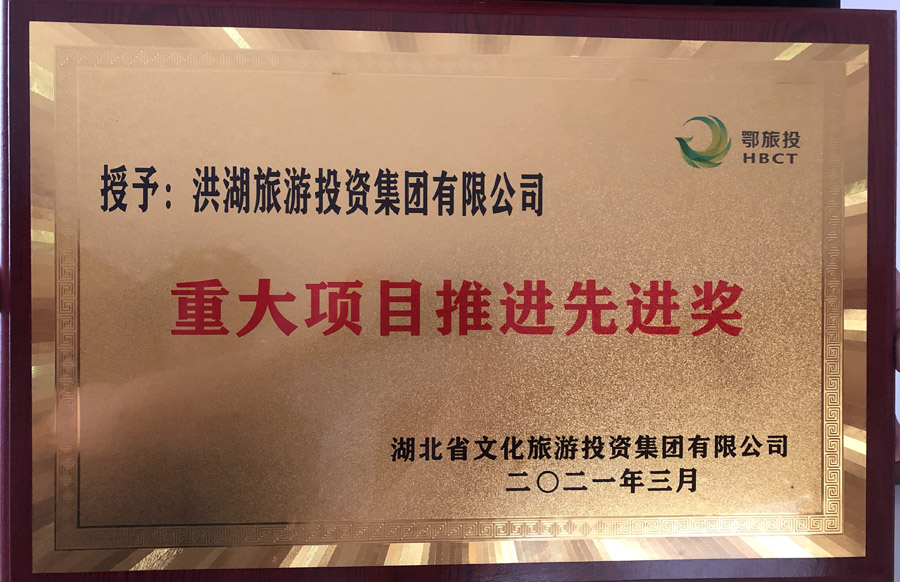 鄂旅投
HBCT
授予：洪湖旅游投资集团有限公司
重大项目推进先进奖
湖北省文化旅游投资集团有限公司
二〇二一年三月